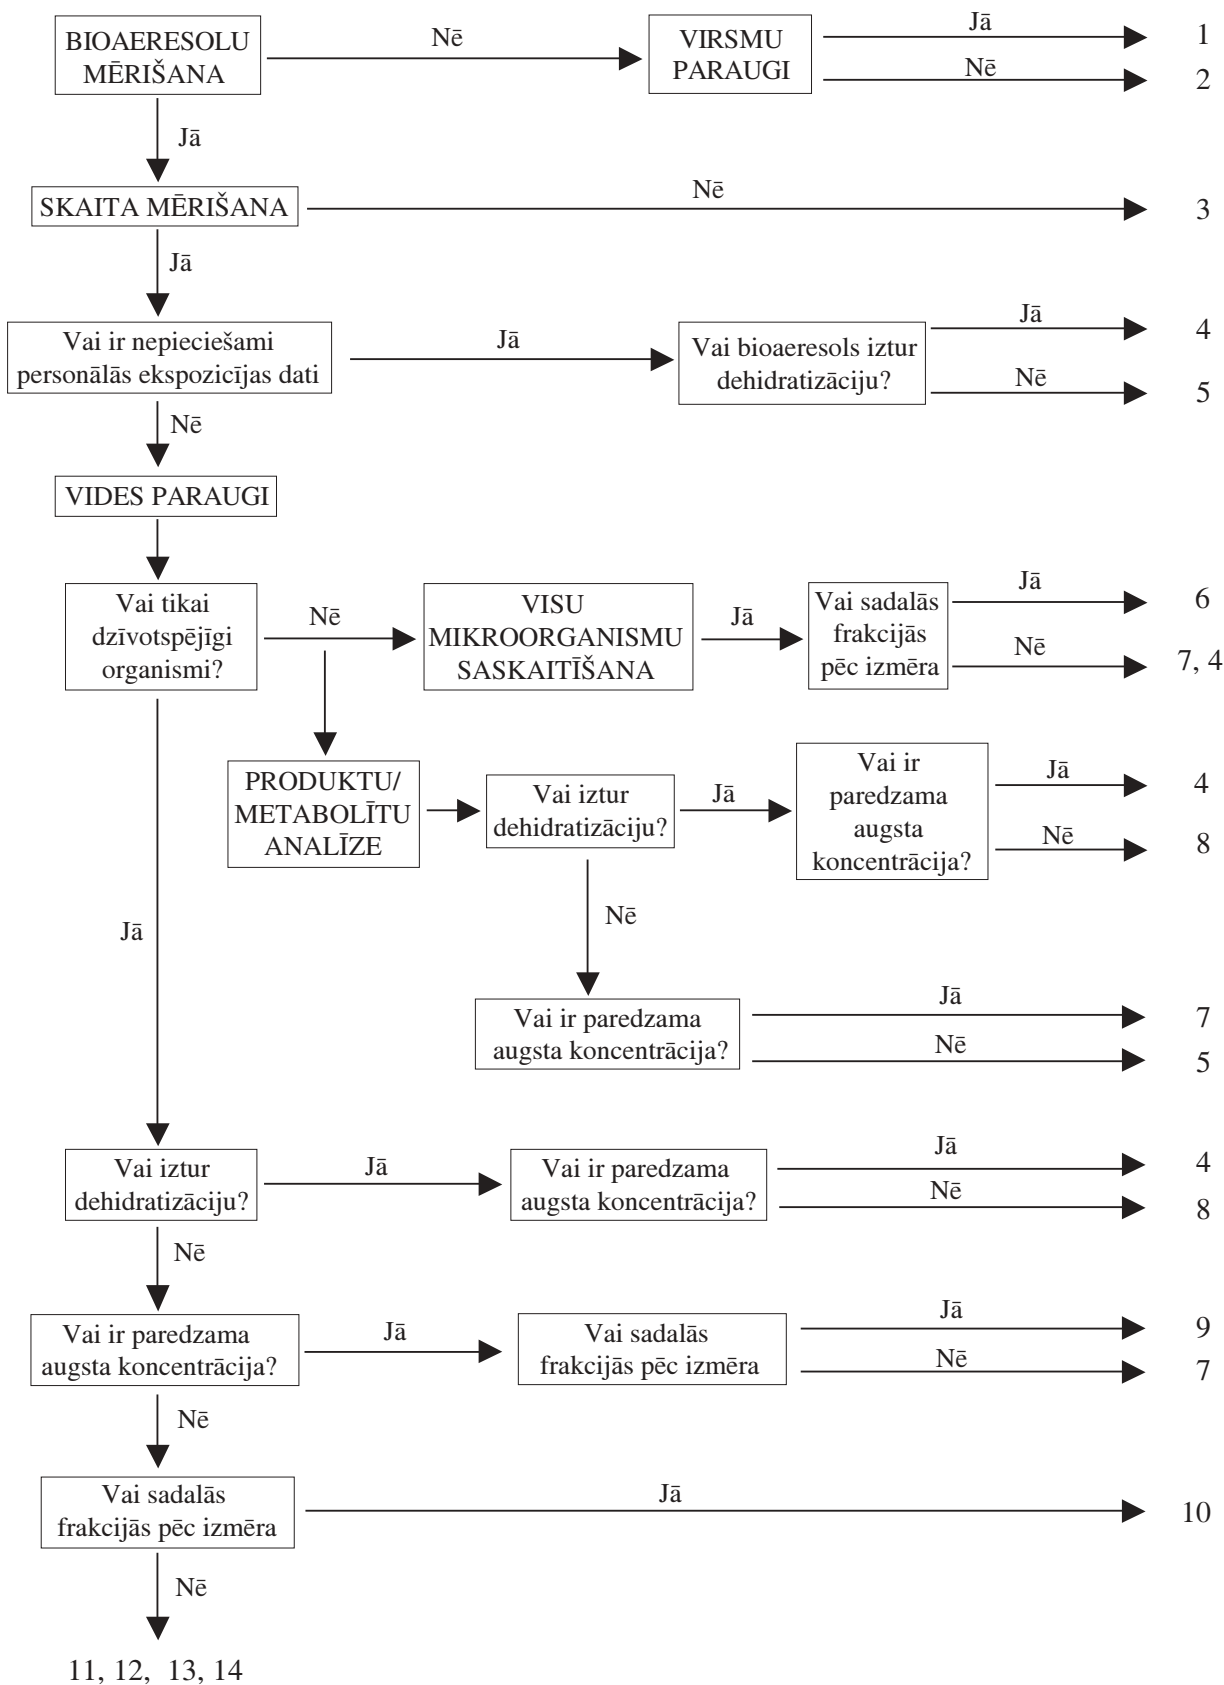 BIOAERESOLU
MĒRIŠANA
Nē
VIRSMU
PARAUGI
Jā
1
Nē
2
Jā
SKAITA MĒRIŠANA
Nē
3
Jā
Vai ir nepieciešami
personālās ekspozicījas dati
Jā
Vai bioaeresols iztur
dehidratizāciju?
Jā
4
Nē
5
Nē
VIDES PARAUGI
Vai tikai
dzīvotspējīgi
organismi?
Nē
VISU
MIKROORGANISMU
SASKAITĪŠANA
Jā
Vai sadalās
frakcijās
pēc izmēra
Jā
6
Nē
7, 4
PRODUKTU/
METABOLĪTU
ANALĪZE
Vai iztur
dehidratizāciju?
Jā
Vai ir
paredzama
augsta
koncentrācija?
Jā
4
Nē
8
Nē
Jā
Vai ir paredzama
augsta koncentrācija?
Jā
7
Nē
5
Vai iztur
dehidratizāciju?
Jā
Vai ir paredzama
augsta koncentrācija?
Jā
4
Nē
8
Nē
Vai ir paredzama
augsta koncentrācija?
Jā
Vai sadalās
frakcijās pēc izmēra
Jā
9
Nē
7
Nē
Vai sadalās
frakcijās pēc izmēra
Jā
10
Nē
11, 12, 13, 14